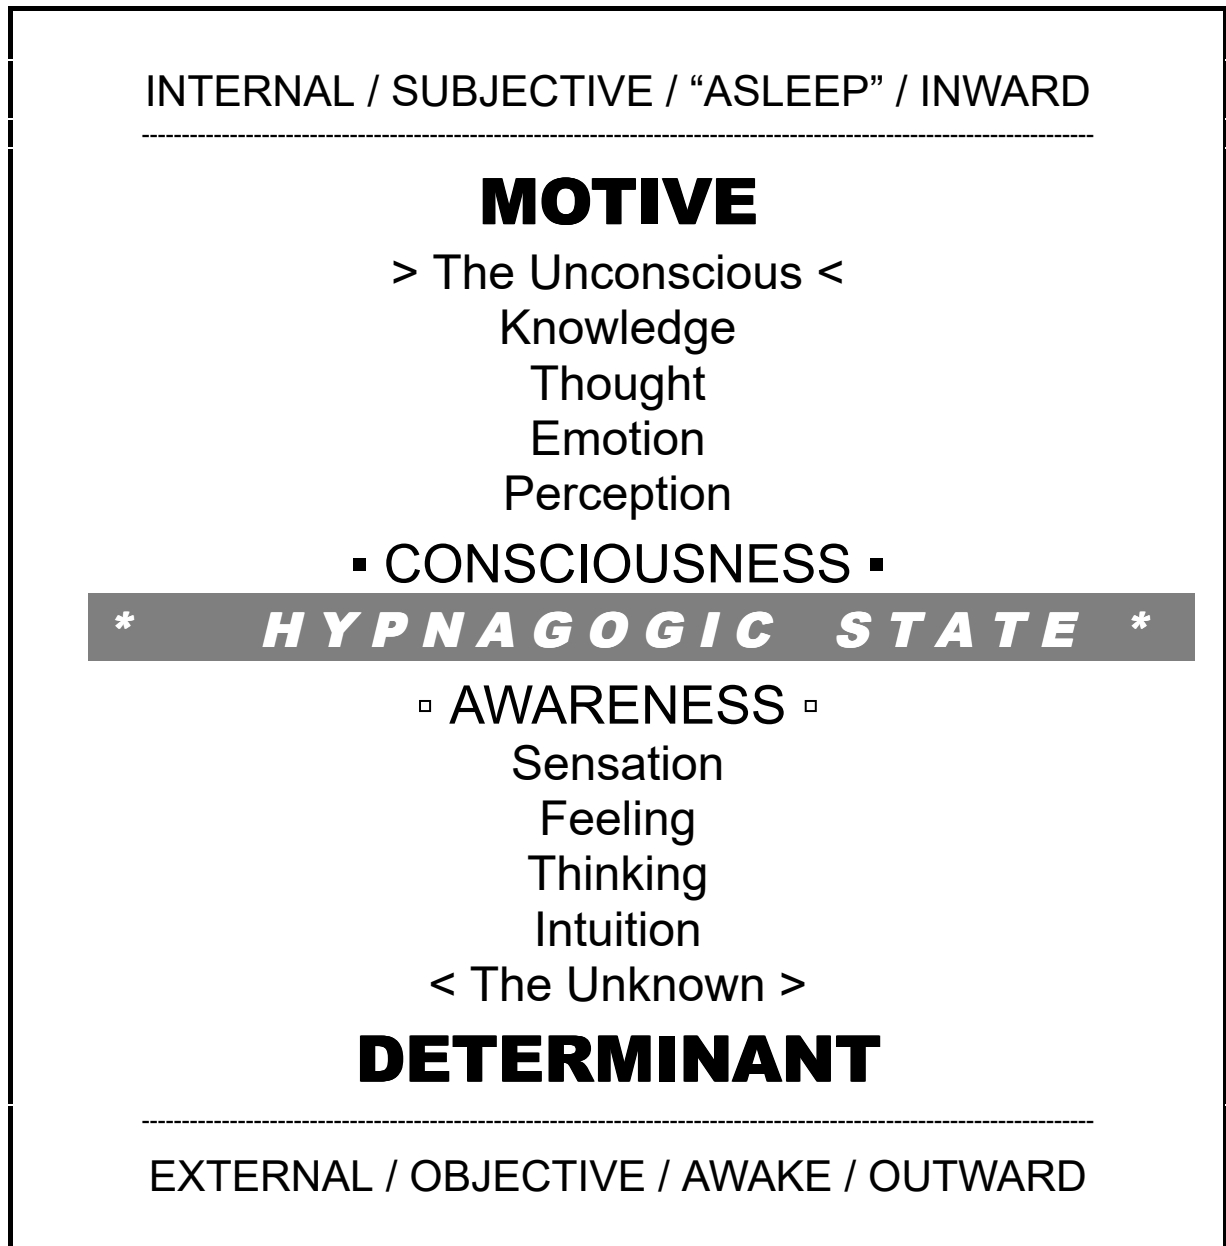 INTERNAL / SUBJECTIVE / “ASLEEP” / INWARD
MOTIVE
> The Unconscious <
Knowledge
Thought
Emotion
Perception
▪ CONSCIOUSNESS ▪
* HYPNAGOGIC STATE *
▫ AWARENESS ▫
Sensation
Feeling
Thinking
Intuition
< The Unknown >
DETERMINANT
EXTERNAL / OBJECTIVE / AWAKE / OUTWARD